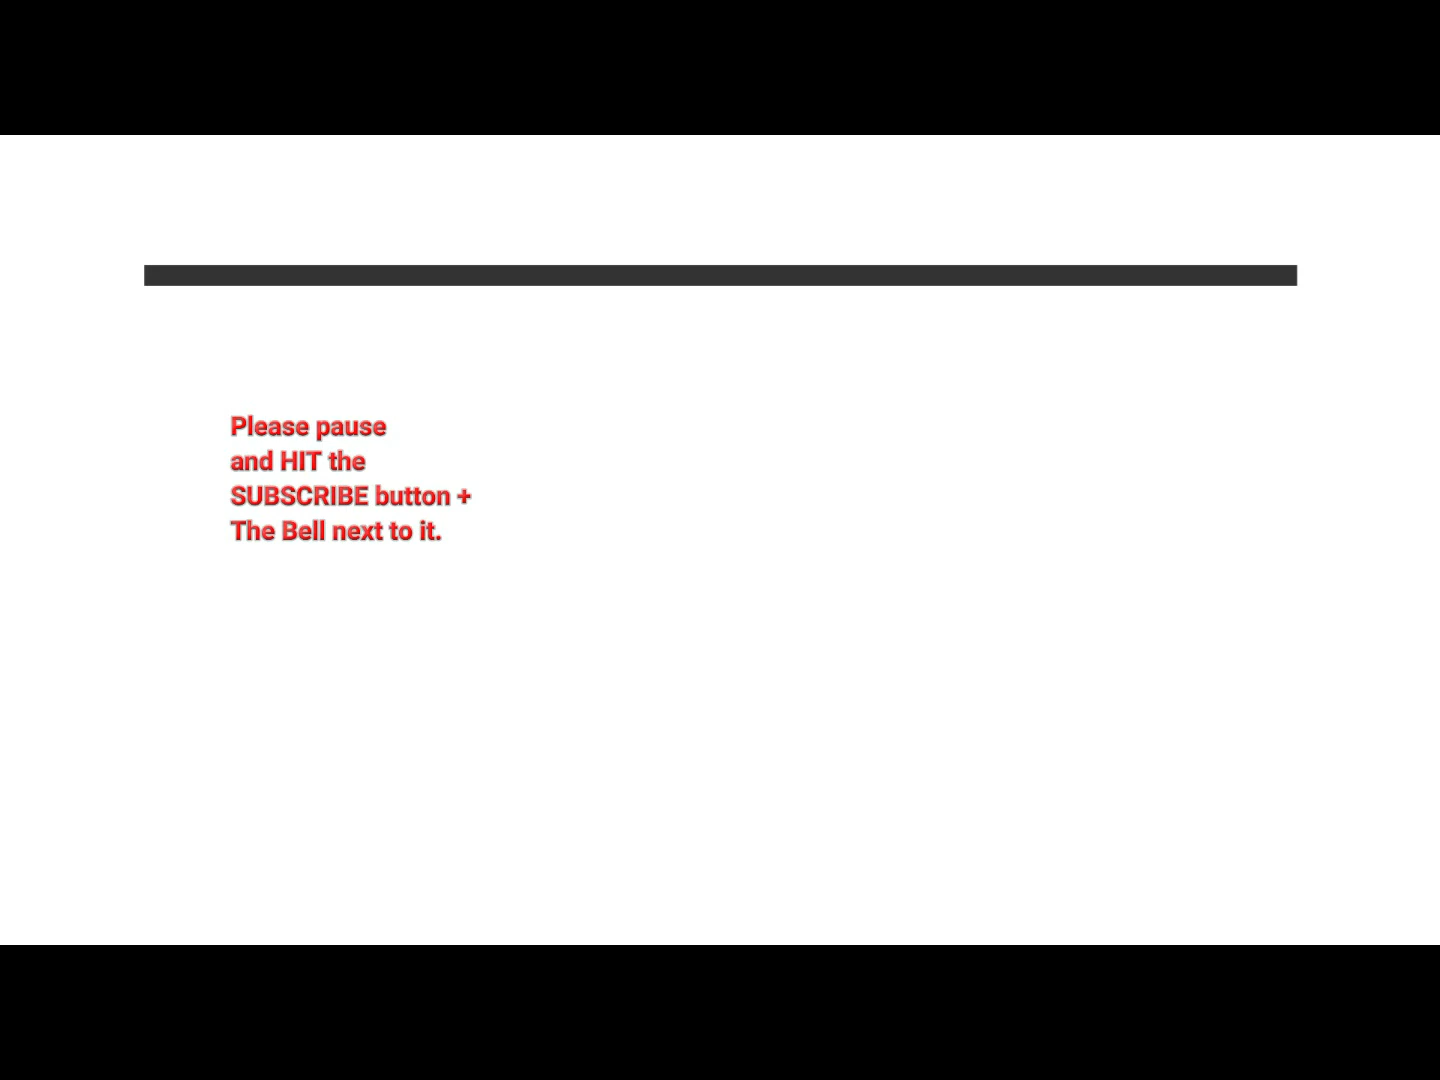 Please pause
and HIT the
SUBSCRIBE button +
The Bell next to it.